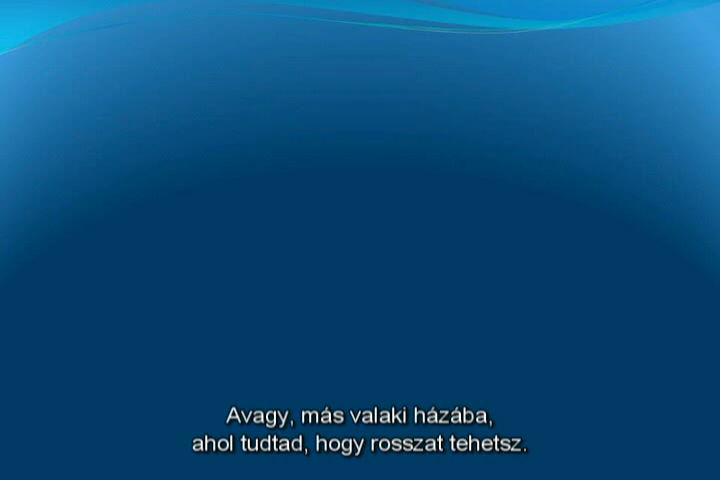 Avagy, más valaki házába,
ahol tudtad, hogy rosszat tehetsz.